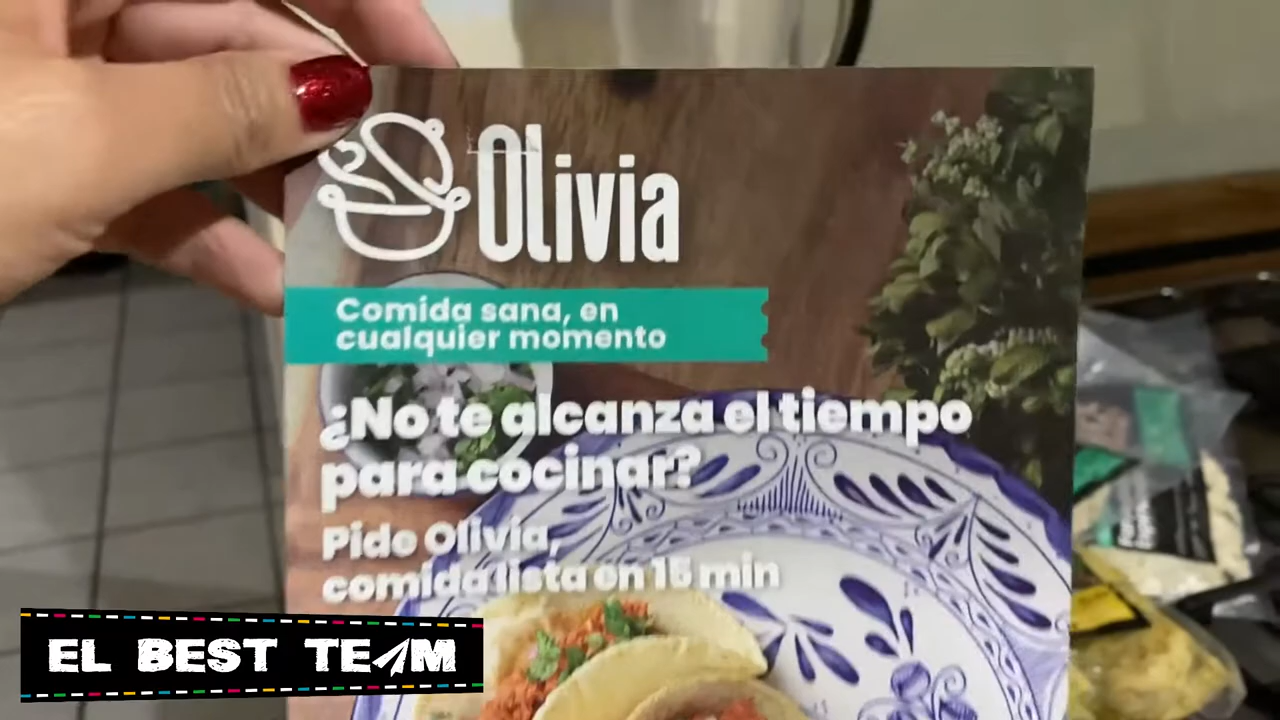 Olivia
Comida sana, en
cualquier momento
¿No te alcanza el tiempo
para cocinar?
Pide Olivia,
comida lista en 15 min
EL BEST TEAM